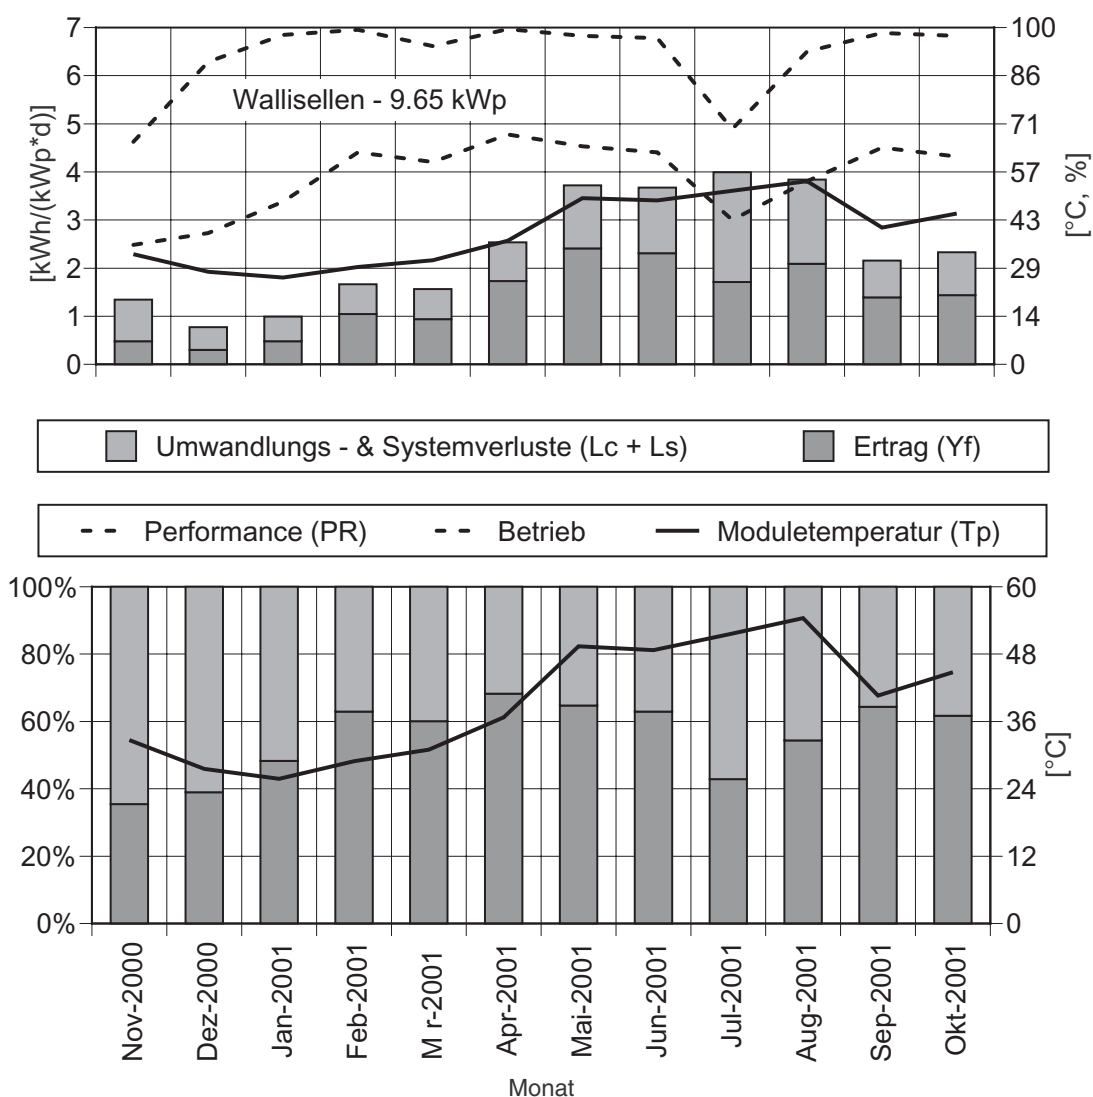 7
6
5
4
3
2
1
0
[kWh/(kWp*d)]
Wallisellen - 9.65 kWp
100
86
71
57
43
29
14
0
[°C, %]
Umwandlungs - & Systemverluste (Lc + Ls) Ertrag (Yf)
Performance (PR) Betrieb Moduletemperatur (Tp)
100%
80%
60%
40%
20%
0%
60
48
36
24
12
0
[°C]
Nov-2000
Dez-2000
Jan-2001
Feb-2001
M r-2001
Apr-2001
Mai-2001
Jun-2001
Jul-2001
Aug-2001
Sep-2001
Okt-2001
Monat